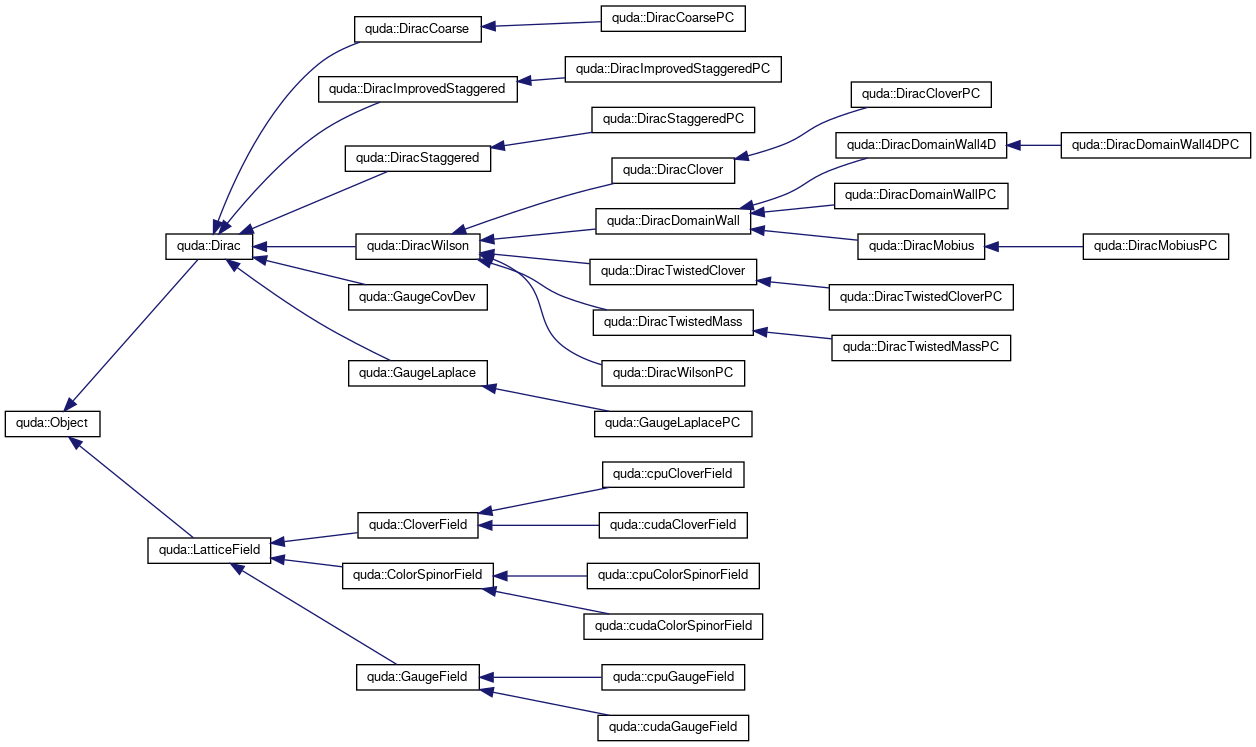 quda::DiracCoarse
quda::DiracCoarsePC
quda::DiracImprovedStaggered
quda::DiracImprovedStaggeredPC
quda::DiracStaggered
quda::DiracStaggeredPC
quda::DiracCloverPC
quda::DiracDomainWall4D
quda::DiracDomainWall4DPC
quda::DiracClover
quda::DiracDomainWallPC
quda::DiracDomainWall
quda::Dirac
quda::DiracWilson
quda::DiracMobius
quda::DiracMobiusPC
quda::DiracTwistedClover
quda::GaugeCovDev
quda::DiracTwistedCloverPC
quda::DiracTwistedMass
quda::DiracTwistedMassPC
quda::GaugeLaplace
quda::DiracWilsonPC
quda::Object
quda::GaugeLaplacePC
quda::cpuCloverField
quda::CloverField
quda::cudaCloverField
quda::LatticeField
quda::ColorSpinorField
quda::cpuColorSpinorField
quda::cudaColorSpinorField
quda::GaugeField
quda::cpuGaugeField
quda::cudaGaugeField